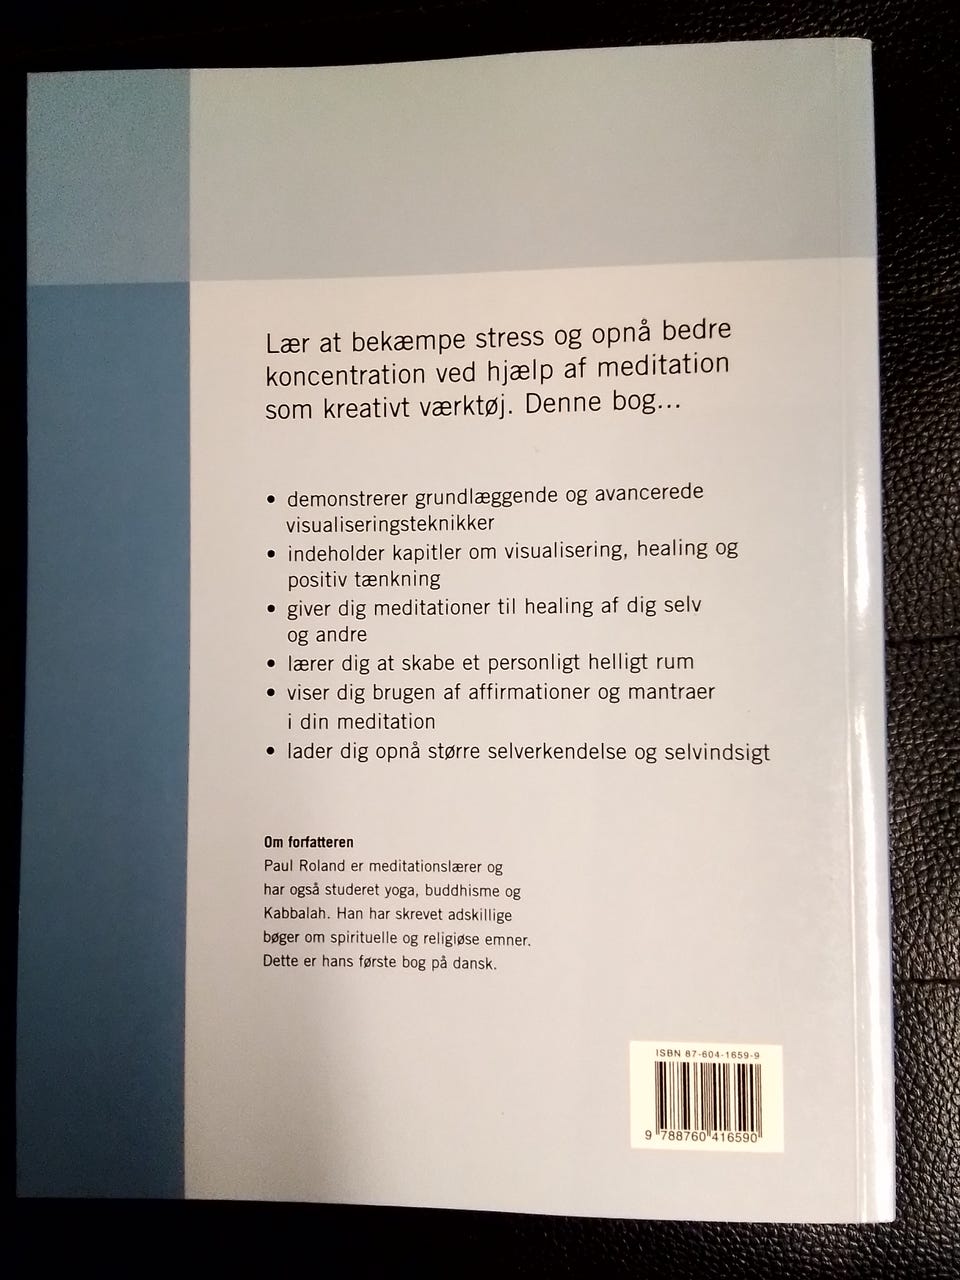 Lær at bekæmpe stress og opnå bedre
koncentration ved hjælp af meditation
som kreativt værktøj. Denne bog...
• demonstrerer grundlæggende og avancerede
visualiseringsteknikker
• indeholder kapitler om visualisering, healing og
positiv tænkning
• giver dig meditationer til healing af dig selv
og andre
• lærer dig at skabe et personligt helligt rum
• viser dig brugen af affirmationer og mantraer
i din meditation
• lader dig opnå større selverkendelse og selvindsigt
Om forfatteren
Paul Roland er meditationslærer og
har også studeret yoga, buddhisme og
Kabbalah. Han har skrevet adskillige
bøger om spirituelle og religiøse emner.
Dette er hans første bog på dansk.
ISBN 87-604-1659-9
9 788760 416590